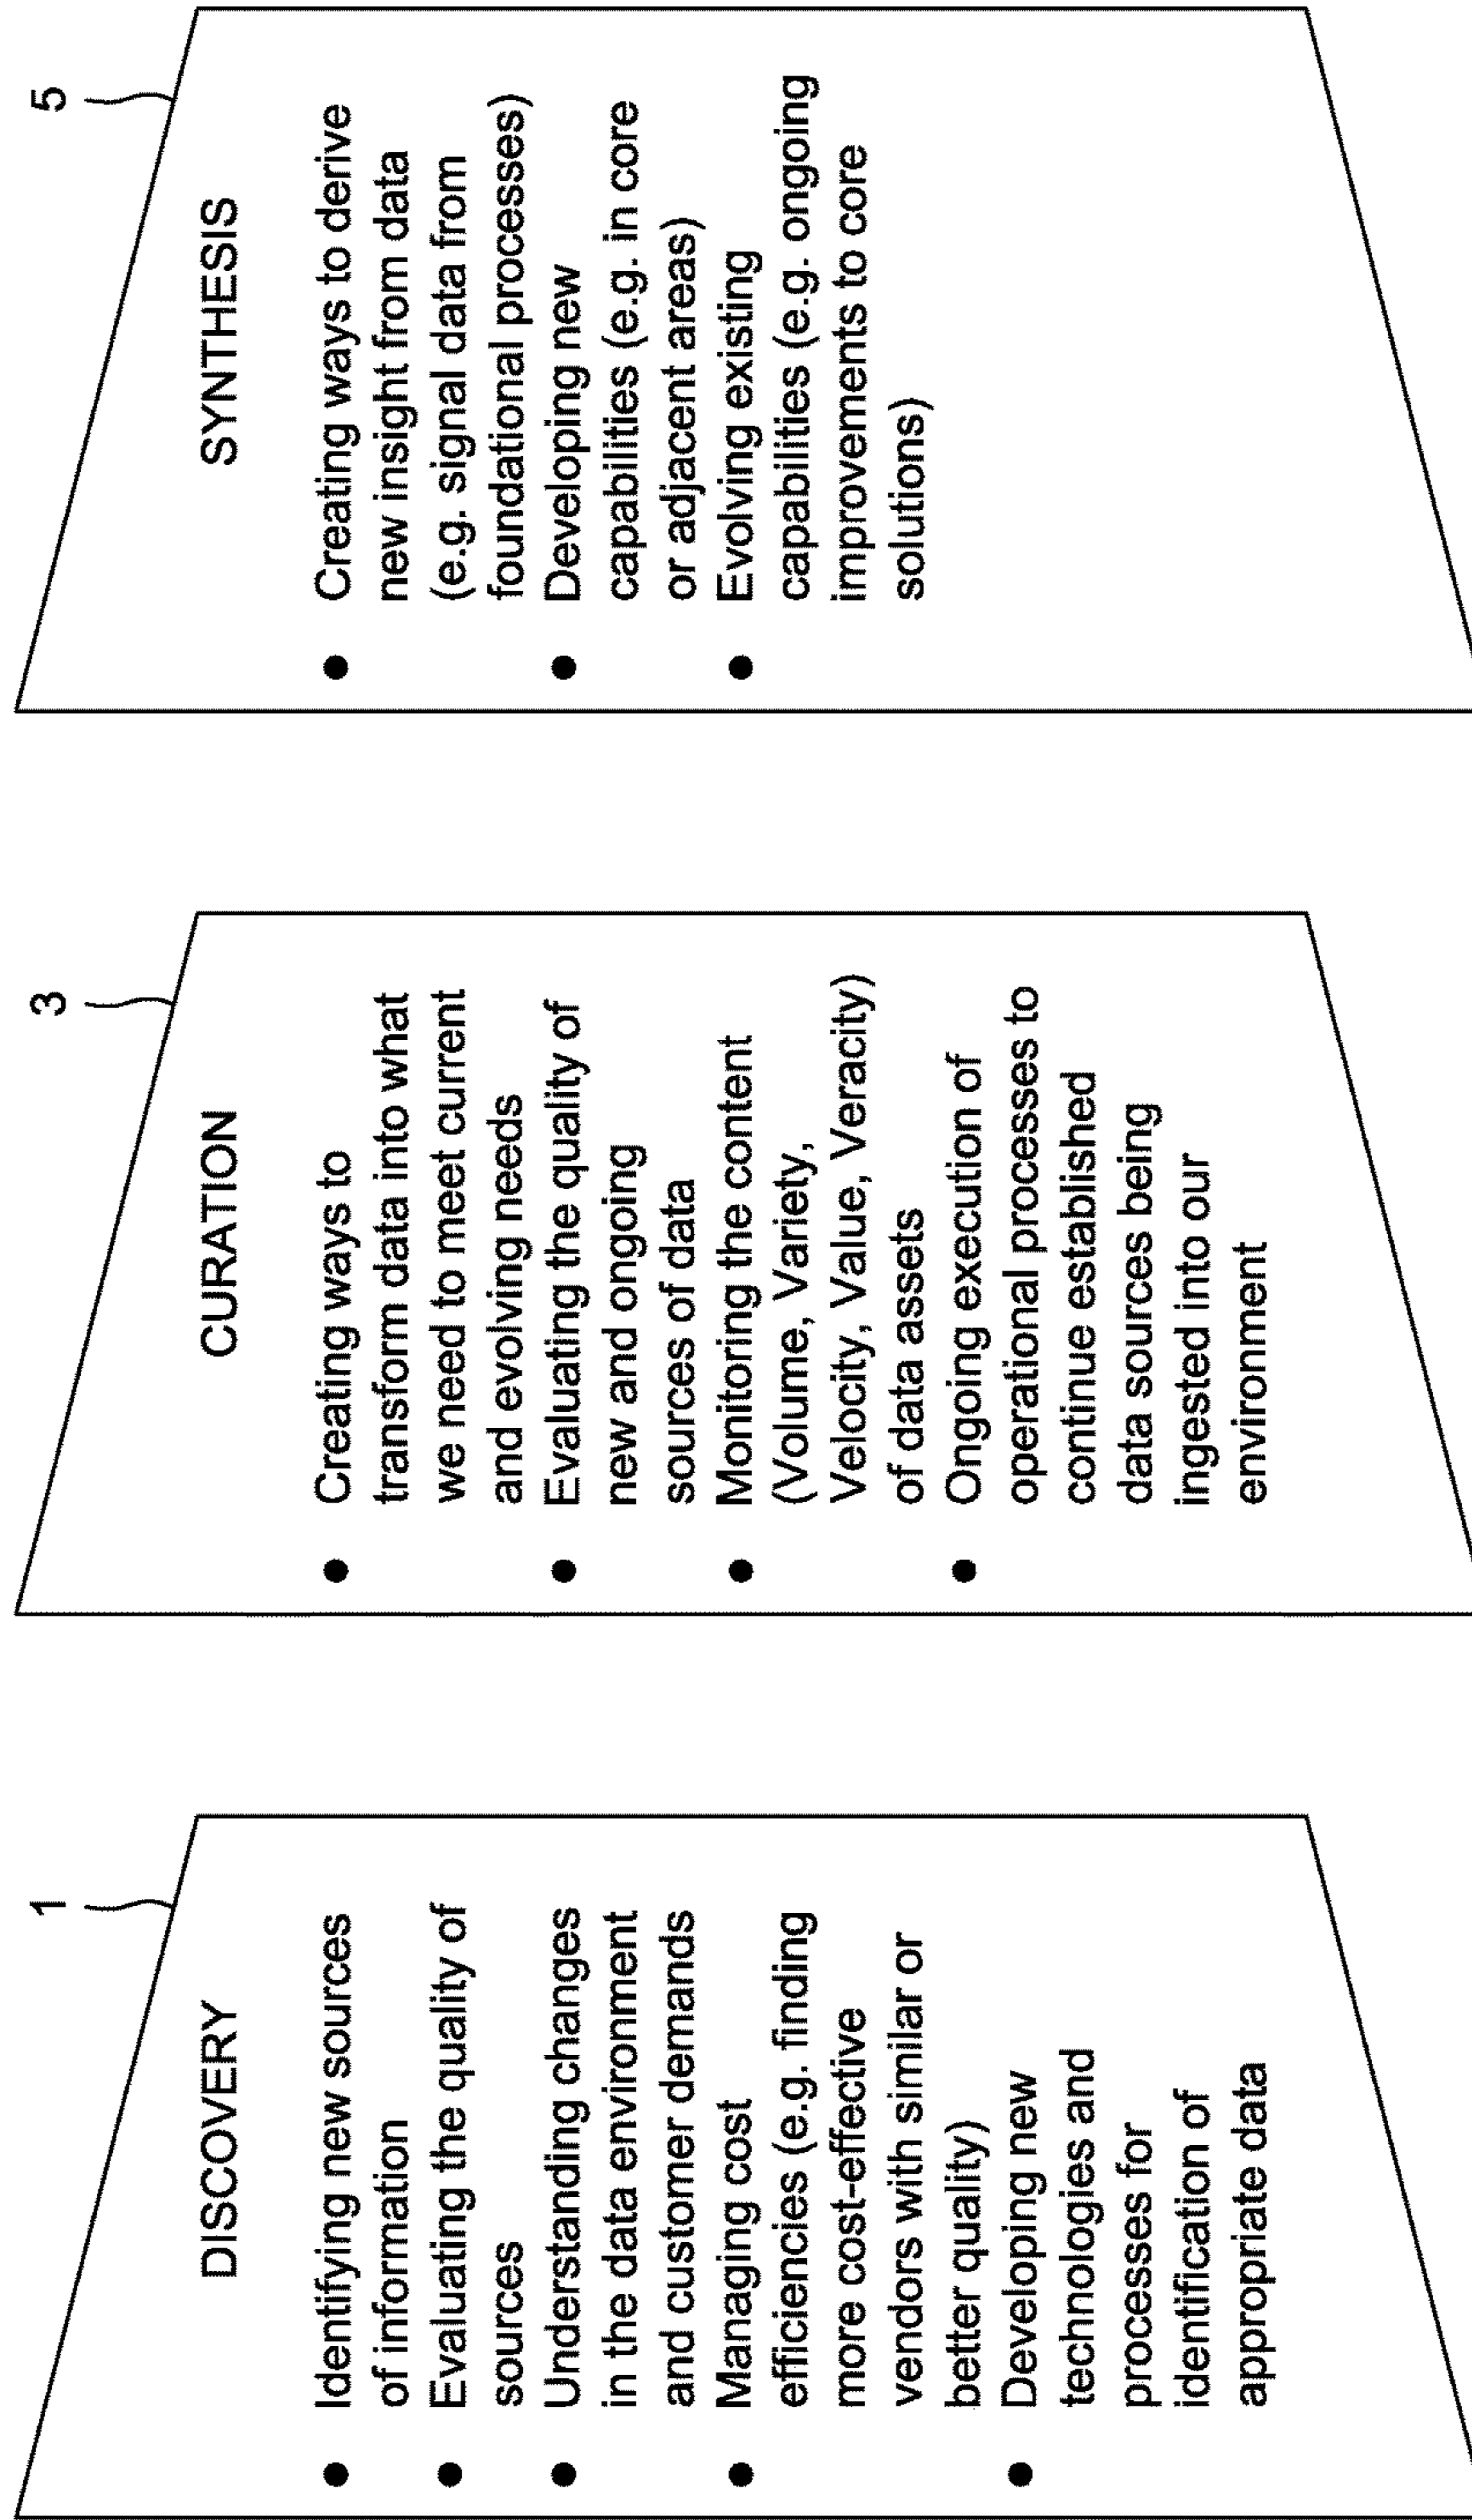 1
DISCOVERY
● Identifying new sources
of information
● Evaluating the quality of
sources
● Understanding changes
in the data environment
and customer demands
● Managing cost
efficiencies (e.g. finding
more cost-effective
vendors with similar or
better quality)
● Developing new
technologies and
processes for
identification of
appropriate data
3
CURATION
● Creating ways to
transform data into what
we need to meet current
and evolving needs
● Evaluating the quality of
new and ongoing
sources of data
● Monitoring the content
(Volume, Variety,
Velocity, Value, Veracity)
of data assets
● Ongoing execution of
operational processes to
continue established
data sources being
ingested into our
environment
5
SYNTHESIS
● Creating ways to derive
new insight from data
(e.g. signal data from
foundational processes)
● Developing new
capabilities (e.g. in core
or adjacent areas)
● Evolving existing
capabilities (e.g. ongoing
improvements to core
solutions)